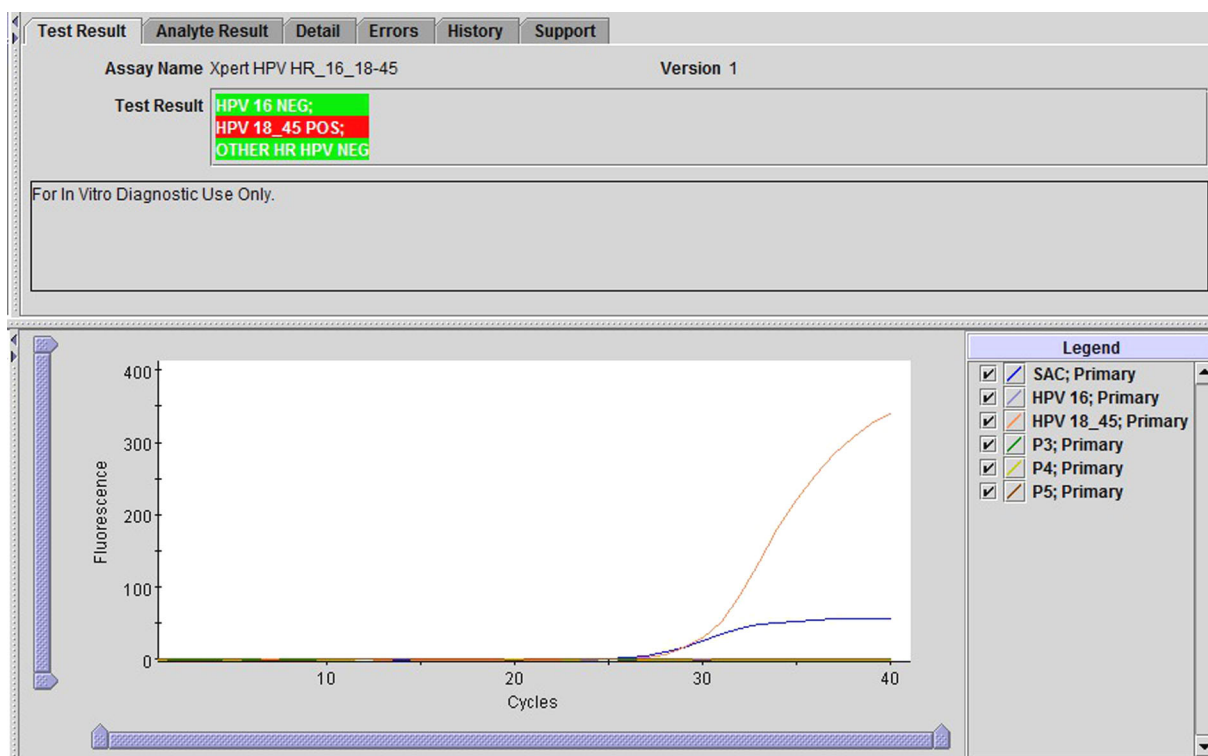 Test Result Analyte Result Detail Errors History Support
Assay Name Xpert HPV HR_16_18-45 Version 1
Test Result HPV 16 NEG;
HPV 18_45 POS;
OTHER HR HPV NEG
For In Vitro Diagnostic Use Only.
400
300
200
100
0
Fluorescence
10 20 30 40
Cycles
Legend
SAC; Primary
HPV 16; Primary
HPV 18_45; Primary
P3; Primary
P4; Primary
P5; Primary